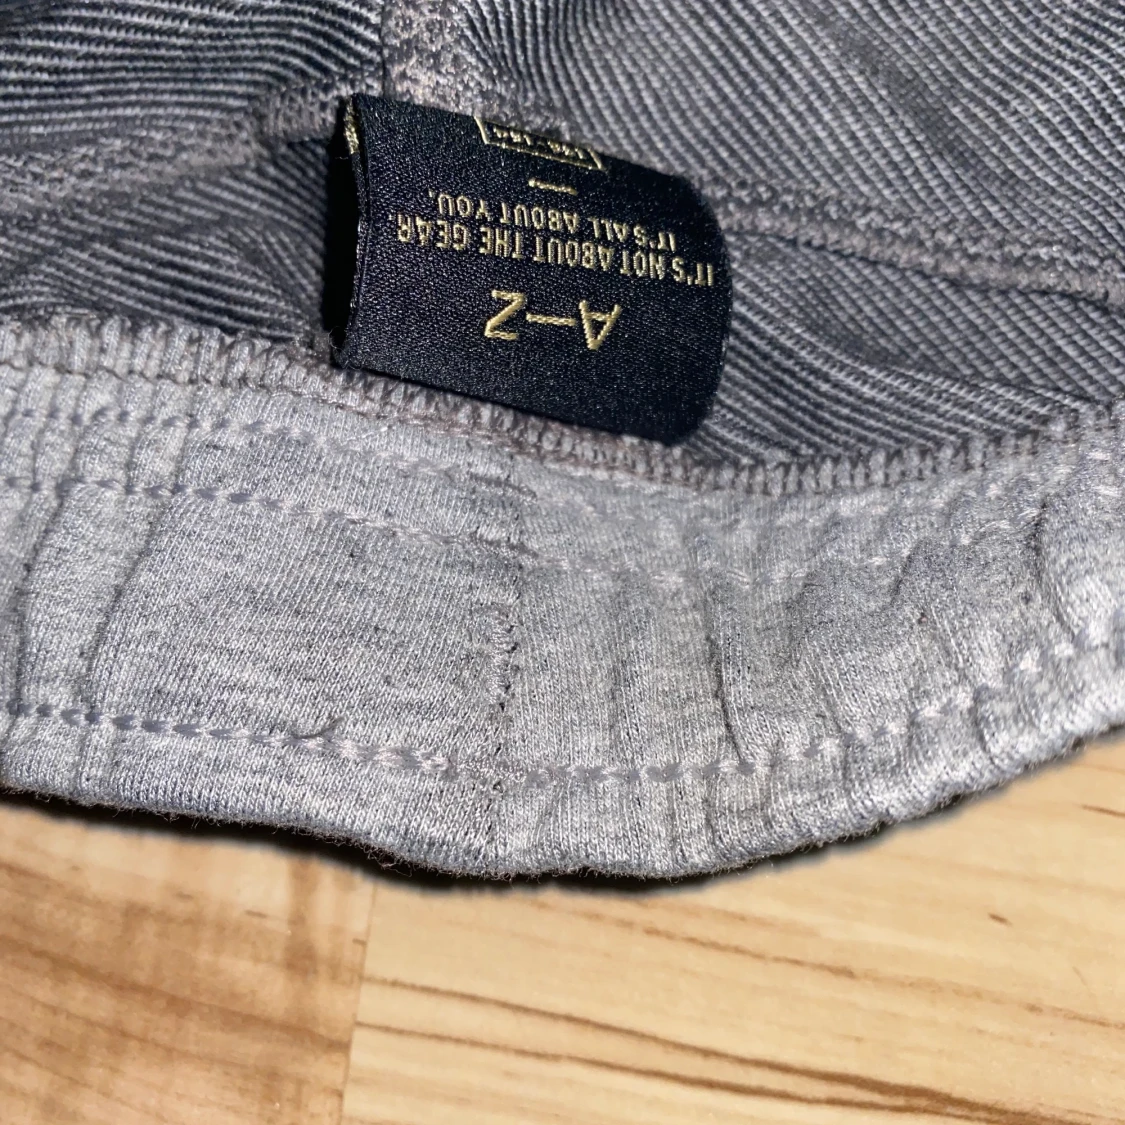 A–Z
IT'S NOT ABOUT THE GEAR.
IT'S ALL ABOUT YOU.